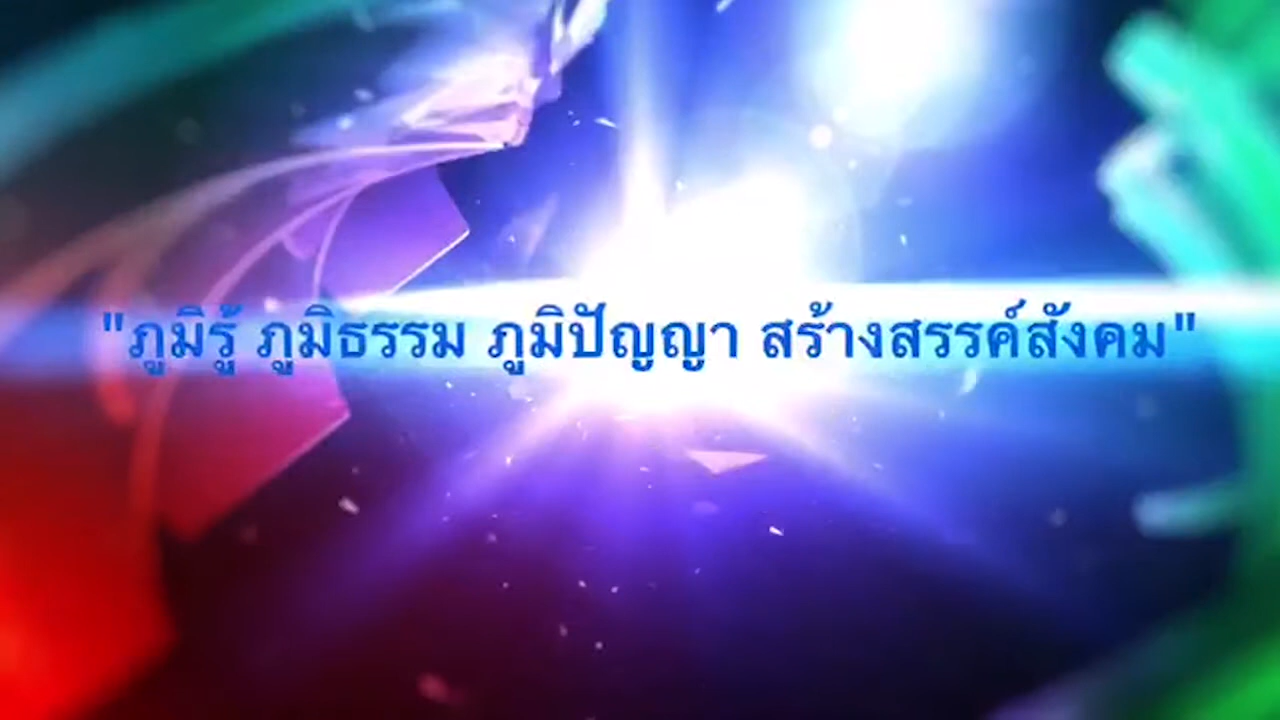 "ภูมิรู้ ภูมิธรรม ภูมิปัญญา สร้างสรรค์สังคม"